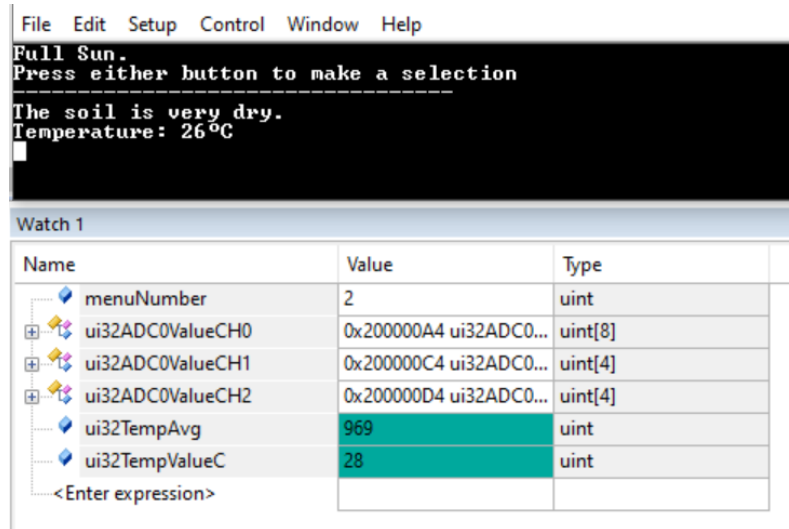 File Edit Setup Control Window Help
Full Sun.
Press either button to make a selection
-----------------------------------
The soil is very dry.
Temperature: 26ºC
Watch 1
Name Value Type
menuNumber 2 uint
ui32ADC0ValueCH0 0x200000A4 ui32ADC0... uint[8]
ui32ADC0ValueCH1 0x200000C4 ui32ADC0... uint[4]
ui32ADC0ValueCH2 0x200000D4 ui32ADC0... uint[4]
ui32TempAvg 969 uint
ui32TempValueC 28 uint
<Enter expression>